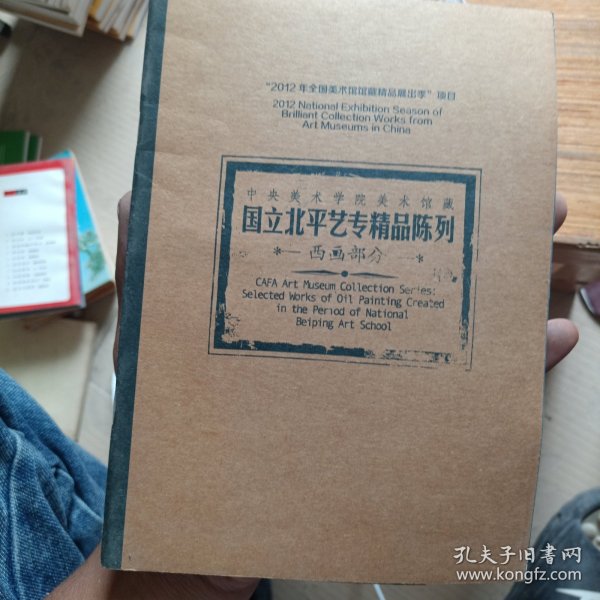 “2012年全国美术馆馆藏精品展出季”项目
2012 National Exhibition Season of
Brilliant Collection Works from
Art Museums in China
中央美术学院美术馆藏
国立北平艺专精品陈列
西画部分
CAFA Art Museum Collection Series:
Selected Works of Oil Painting Created
in the Period of National
Beiping Art School
孔夫子旧书网
www.kongfz.com